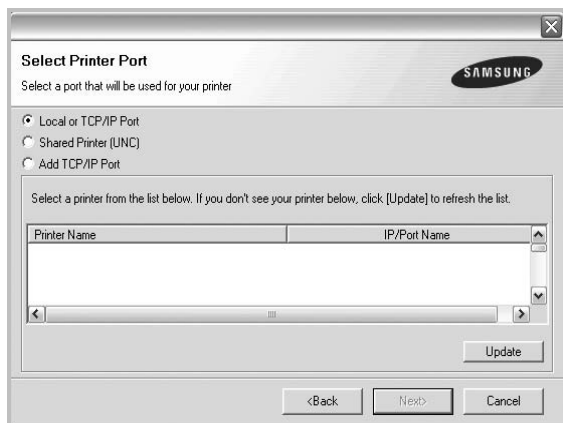 Select Printer Port
Select a port that will be used for your printer
SAMSUNG
Local or TCP/IP Port
Shared Printer (UNC)
Add TCP/IP Port
Select a printer from the list below. If you don't see your printer below, click [Update] to refresh the list.
Printer Name IP/Port Name
Update
<Back Next> Cancel